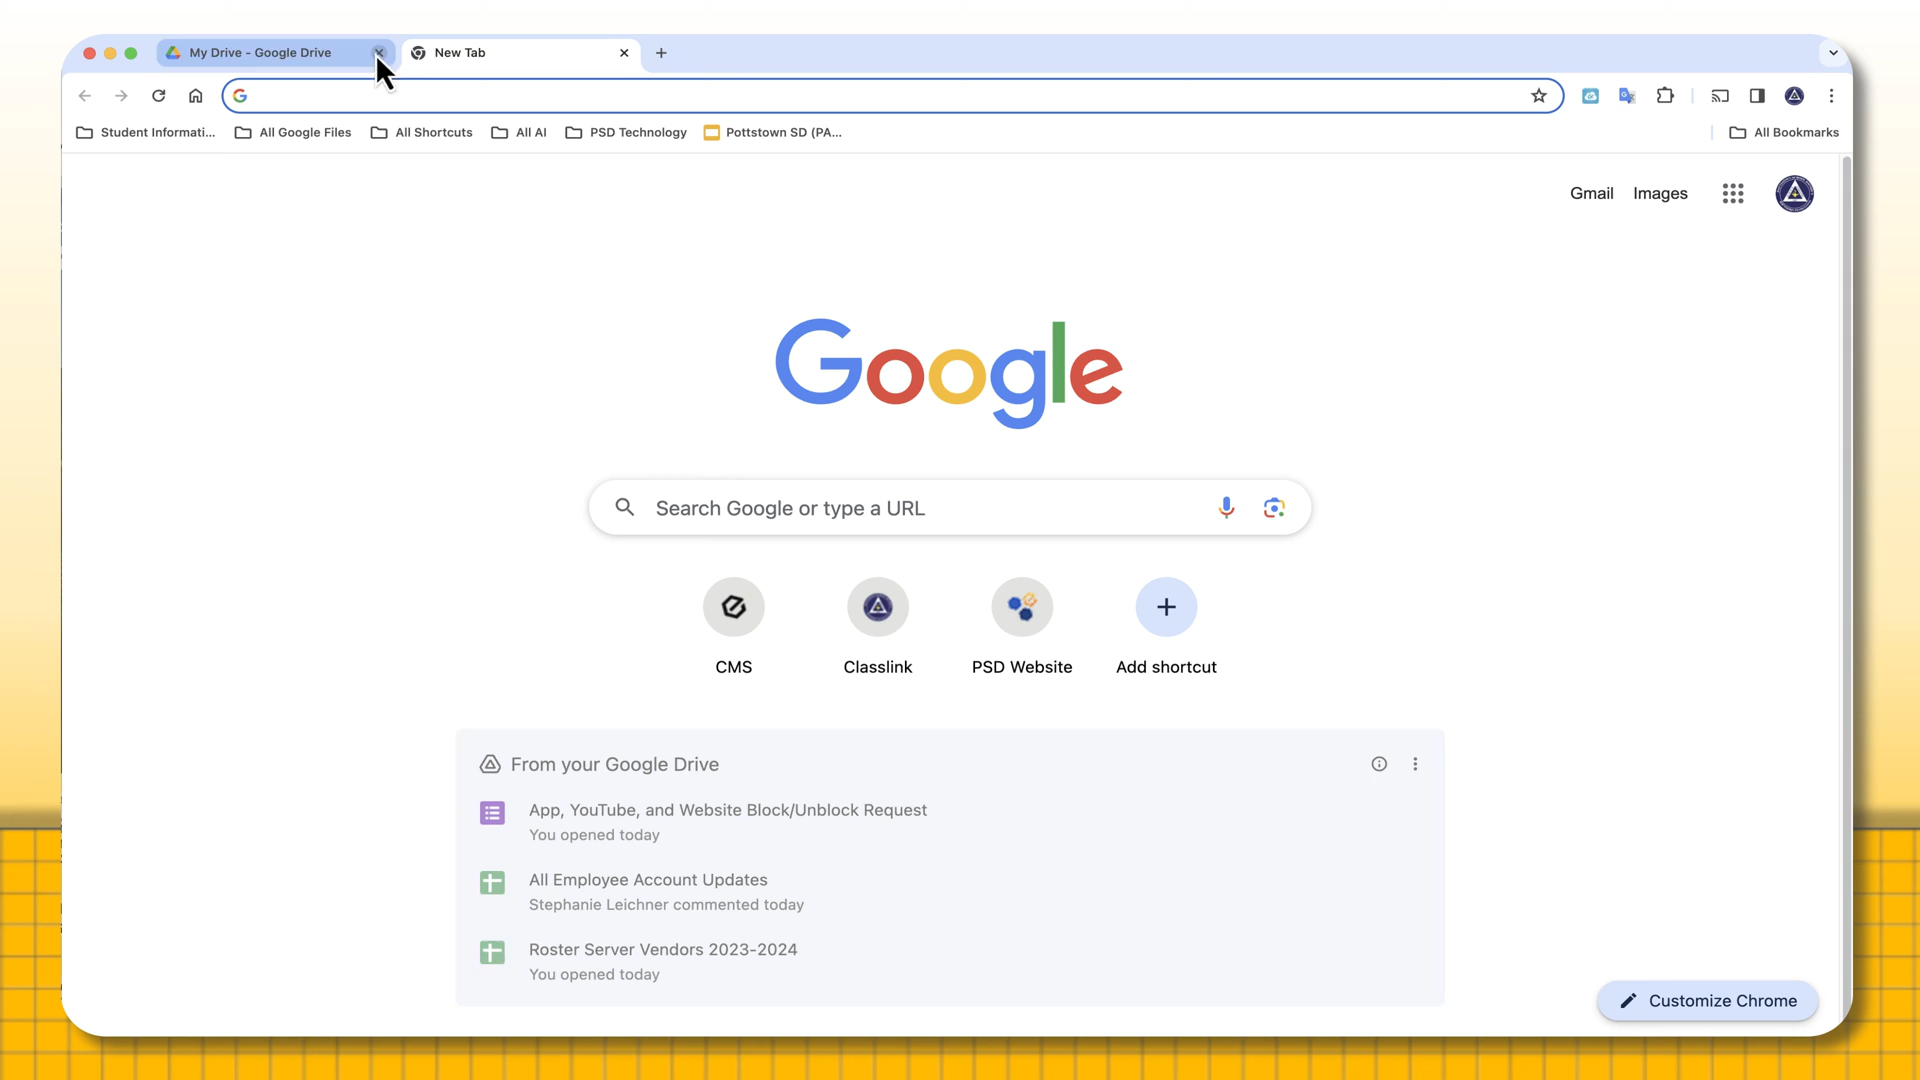 My Drive - Google Drive
New Tab
Student Informati...
All Google Files
All Shortcuts
All AI
PSD Technology
Pottstown SD (PA...
All Bookmarks
Gmail
Images
Google
Search Google or type a URL
CMS
Classlink
PSD Website
Add shortcut
From your Google Drive
App, YouTube, and Website Block/Unblock Request
You opened today
All Employee Account Updates
Stephanie Leichner commented today
Roster Server Vendors 2023-2024
You opened today
Customize Chrome